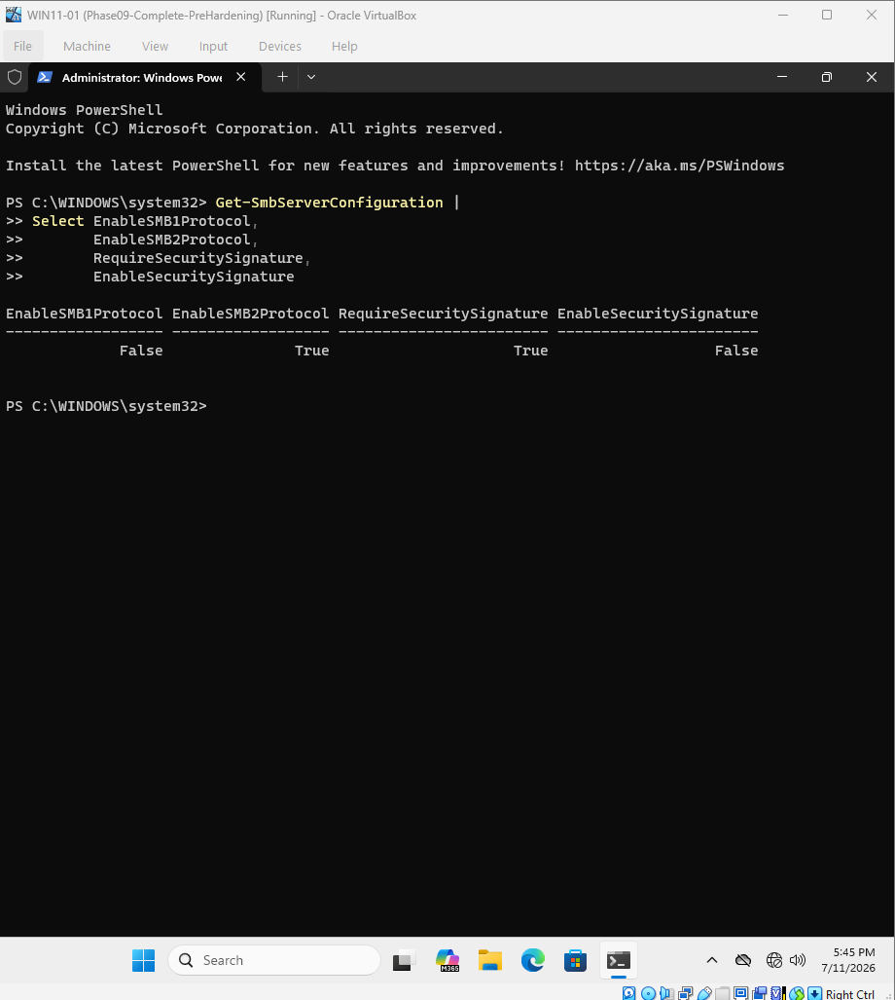 WIN11-01 (Phase09-Complete-PreHardening) [Running] - Oracle VirtualBox
File Machine View Input Devices Help
Administrator: Windows Powe
Windows PowerShell
Copyright (C) Microsoft Corporation. All rights reserved.
Install the latest PowerShell for new features and improvements! https://aka.ms/PSWindows
PS C:\WINDOWS\system32> Get-SmbServerConfiguration |
>> Select EnableSMB1Protocol,
>>        EnableSMB2Protocol,
>>        RequireSecuritySignature,
>>        EnableSecuritySignature
EnableSMB1Protocol EnableSMB2Protocol RequireSecuritySignature EnableSecuritySignature
------------------ ------------------ ------------------------ -----------------------
             False               True                     True                   False
PS C:\WINDOWS\system32>
Search
M365
5:45 PM
7/11/2026
Right Ctrl